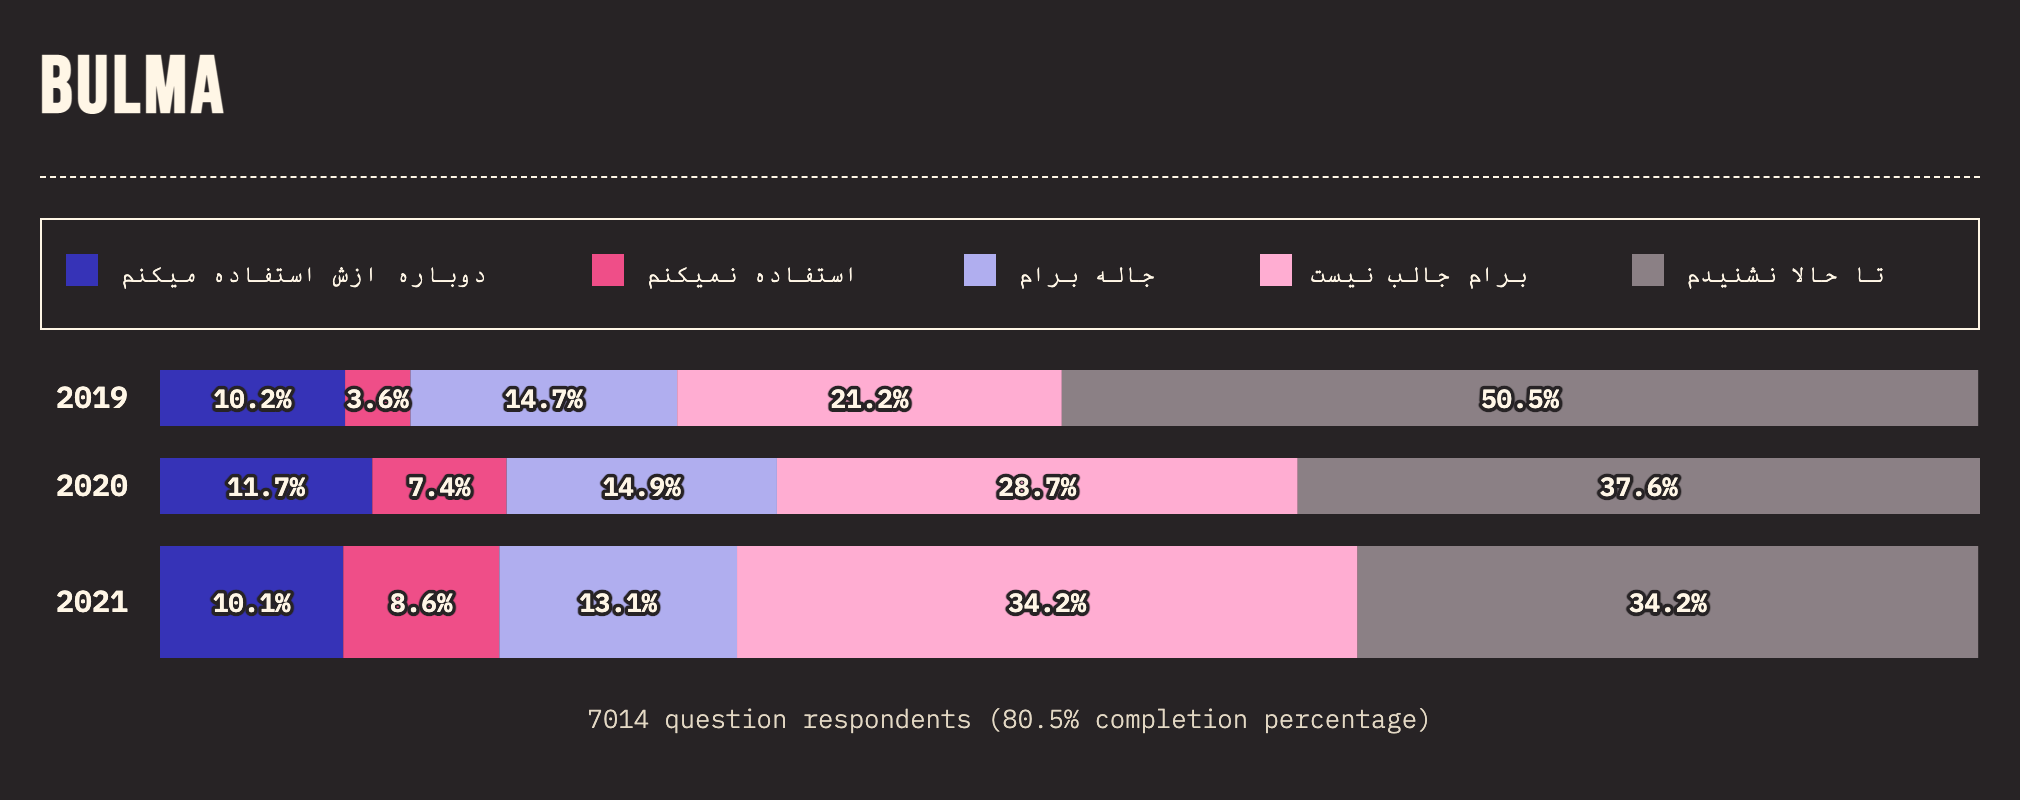 BULMA
دوباره ازش استفاده میکنم استفاده نمیکنم جاله برام برام جالب نیست تا حالا نشنیدم
2019 10.2% 3.6% 14.7% 21.2% 50.5%
2020 11.7% 7.4% 14.9% 28.7% 37.6%
2021 10.1% 8.6% 13.1% 34.2% 34.2%
7014 question respondents (80.5% completion percentage)